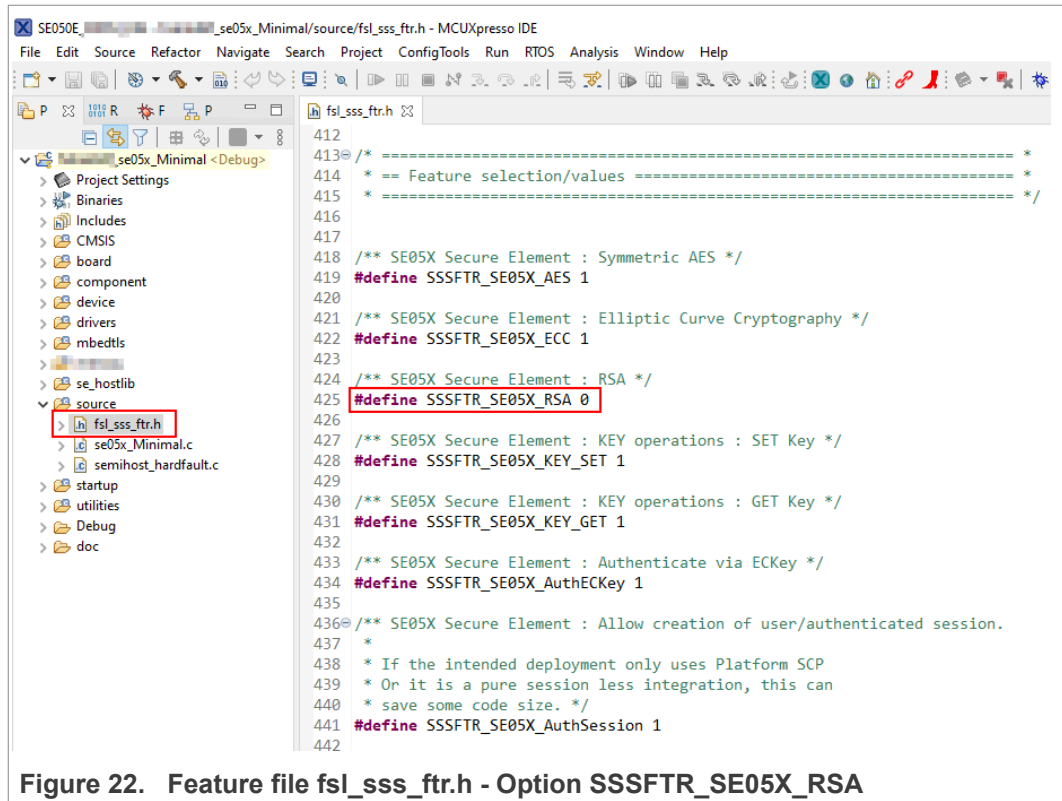 SE050E_ _se05x_Minimal/source/fsl_sss_ftr.h - MCUXpresso IDE
File Edit Source Refactor Navigate Search Project ConfigTools Run RTOS Analysis Window Help
P R F P
fsl_sss_ftr.h
_se05x_Minimal <Debug>
Project Settings
Binaries
Includes
CMSIS
board
component
device
drivers
mbedtls
se_hostlib
source
fsl_sss_ftr.h
se05x_Minimal.c
semihost_hardfault.c
startup
utilities
Debug
doc
412
413 /* ====================================================================== *
414 * == Feature selection/values ========================================== *
415 * ====================================================================== */
416
417
418 /** SE05X Secure Element : Symmetric AES */
419 #define SSSFTR_SE05X_AES 1
420
421 /** SE05X Secure Element : Elliptic Curve Cryptography */
422 #define SSSFTR_SE05X_ECC 1
423
424 /** SE05X Secure Element : RSA */
425 #define SSSFTR_SE05X_RSA 0
426
427 /** SE05X Secure Element : KEY operations : SET Key */
428 #define SSSFTR_SE05X_KEY_SET 1
429
430 /** SE05X Secure Element : KEY operations : GET Key */
431 #define SSSFTR_SE05X_KEY_GET 1
432
433 /** SE05X Secure Element : Authenticate via ECKey */
434 #define SSSFTR_SE05X_AuthECKey 1
435
436 /** SE05X Secure Element : Allow creation of user/authenticated session.
437 *
438 * If the intended deployment only uses Platform SCP
439 * Or it is a pure session less integration, this can
440 * save some code size. */
441 #define SSSFTR_SE05X_AuthSession 1
442
Figure 22. Feature file fsl_sss_ftr.h - Option SSSFTR_SE05X_RSA